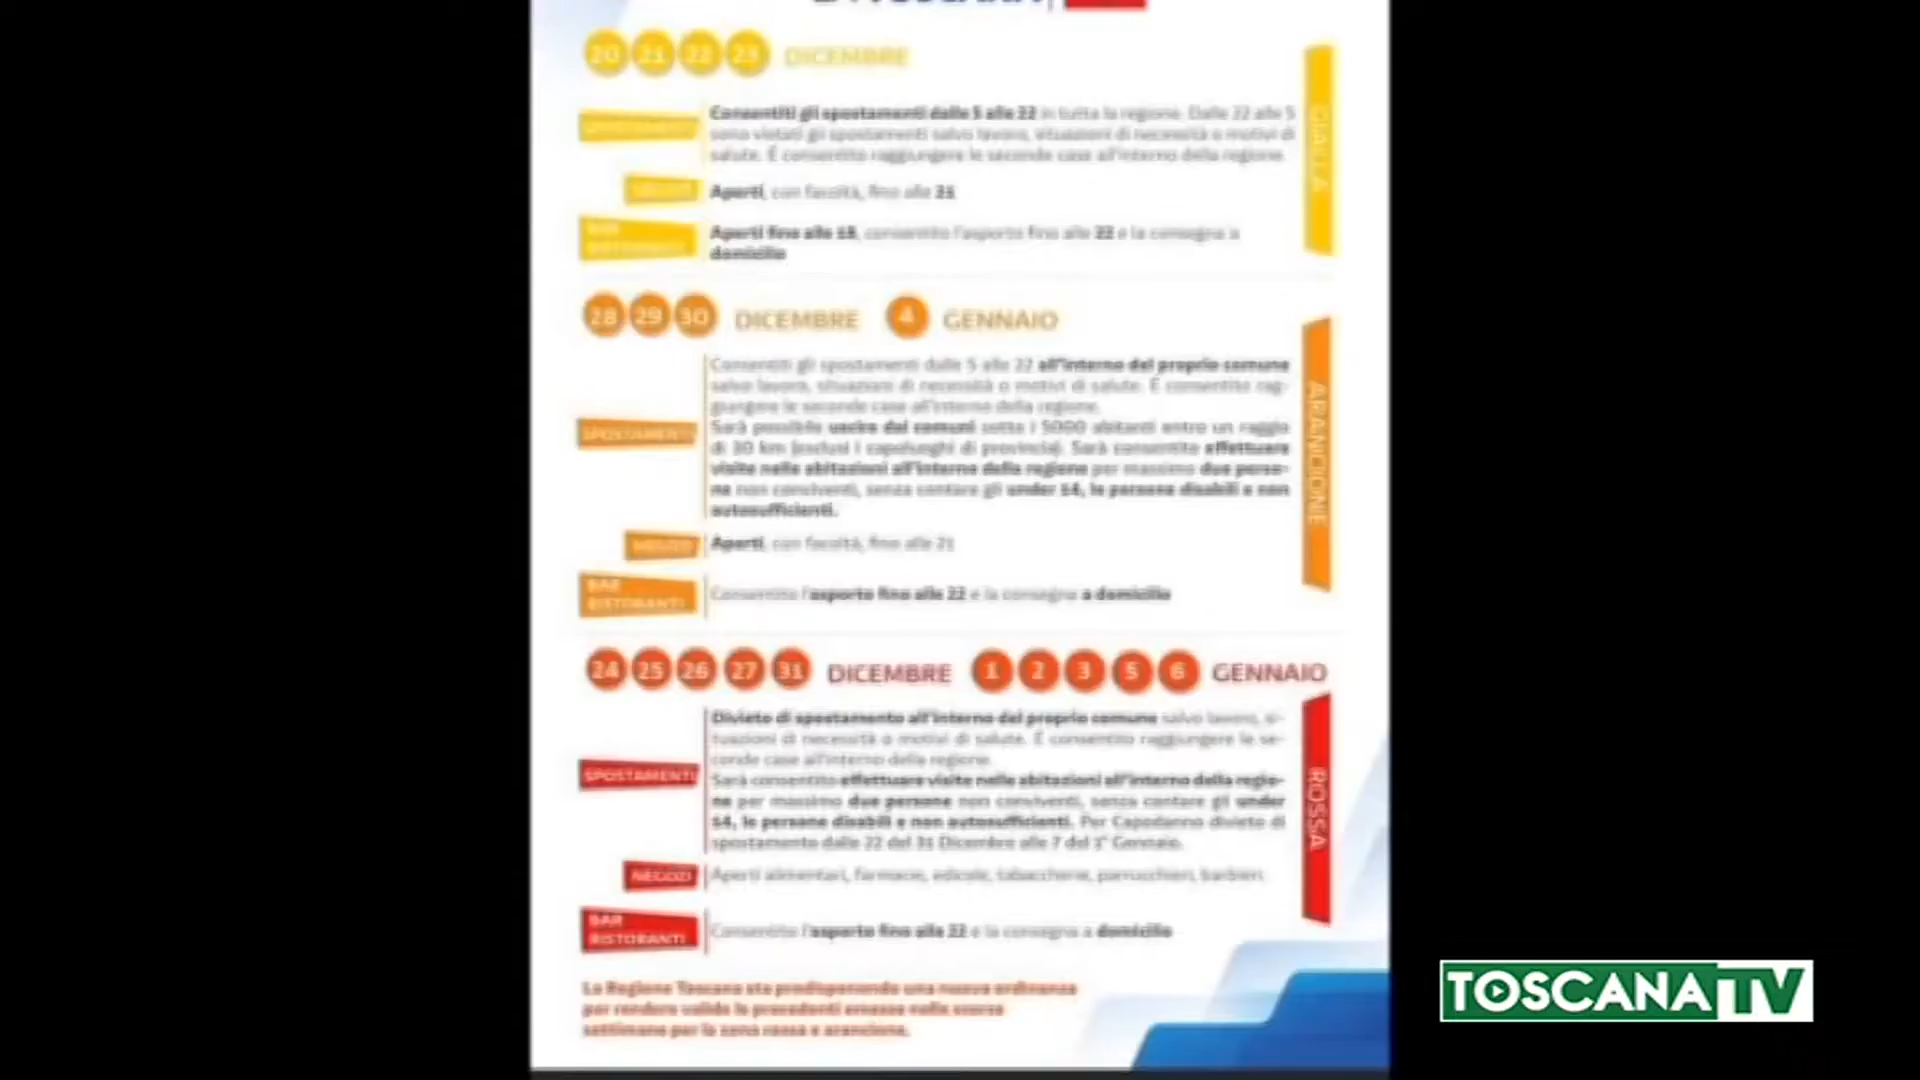 20 21 22 23 DICEMBRE
GIALLA
Consentiti gli spostamenti dalle 5 alle 22 in tutta la regione. Dalle 22 alle 5
sono vietati gli spostamenti salvo lavoro, situazioni di necessità o motivi di
salute. È consentito raggiungere le seconde case all'interno della regione
Aperti, con facoltà, fino alle 21
BAR
RISTORANTI
Aperti fino alle 18, consentito l'asporto fino alle 22 e la consegna a
domicilio
28 29 30 DICEMBRE 4 GENNAIO
ARANCIONE
SPOSTAMENTI
Consentiti gli spostamenti dalle 5 alle 22 all'interno del proprio comune
salvo lavoro, situazioni di necessità o motivi di salute. È consentito rag-
giungere le seconde case all'interno della regione.
Sarà possibile uscire dai comuni sotto i 5000 abitanti entro un raggio
di 30 km (esclusi i capoluoghi di provincia). Sarà consentito effettuare
visite nelle abitazioni all'interno della regione per massimo due perso-
ne non conviventi, senza contare gli under 14, le persone disabili e non
autosufficienti.
NEGOZI
Aperti, con facoltà, fino alle 21
BAR
RISTORANTI
Consentito l'asporto fino alle 22 e la consegna a domicilio
24 25 26 27 31 DICEMBRE 1 2 3 5 6 GENNAIO
ROSSA
SPOSTAMENTI
Divieto di spostamento all'interno del proprio comune salvo lavoro, si-
tuazioni di necessità o motivi di salute. È consentito raggiungere le se-
conde case all'interno della regione.
Sarà consentito effettuare visite nelle abitazioni all'interno della regio-
ne per massimo due persone non conviventi, senza contare gli under
14, le persone disabili e non autosufficienti. Per Capodanno divieto di
spostamento dalle 22 del 31 Dicembre alle 7 del 1° Gennaio.
NEGOZI
Aperti alimentari, farmacie, edicole, tabaccherie, parrucchieri, barbieri
BAR
RISTORANTI
Consentito l'asporto fino alle 22 e la consegna a domicilio
La Regione Toscana sta predisponendo una nuova ordinanza
per rendere valide le precedenti emesse nelle scorse
settimane per la zona rossa e arancione.
TOSCANA TV